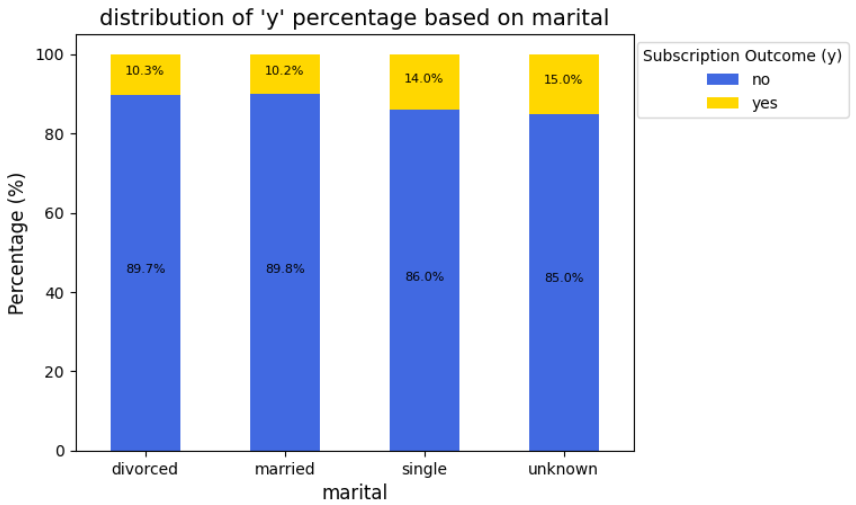 distribution of 'y' percentage based on marital
Subscription Outcome (y)
no
yes
Percentage (%)
100
80
60
40
20
0
10.3%
10.2%
14.0%
15.0%
89.7%
89.8%
86.0%
85.0%
divorced
married
single
unknown
marital